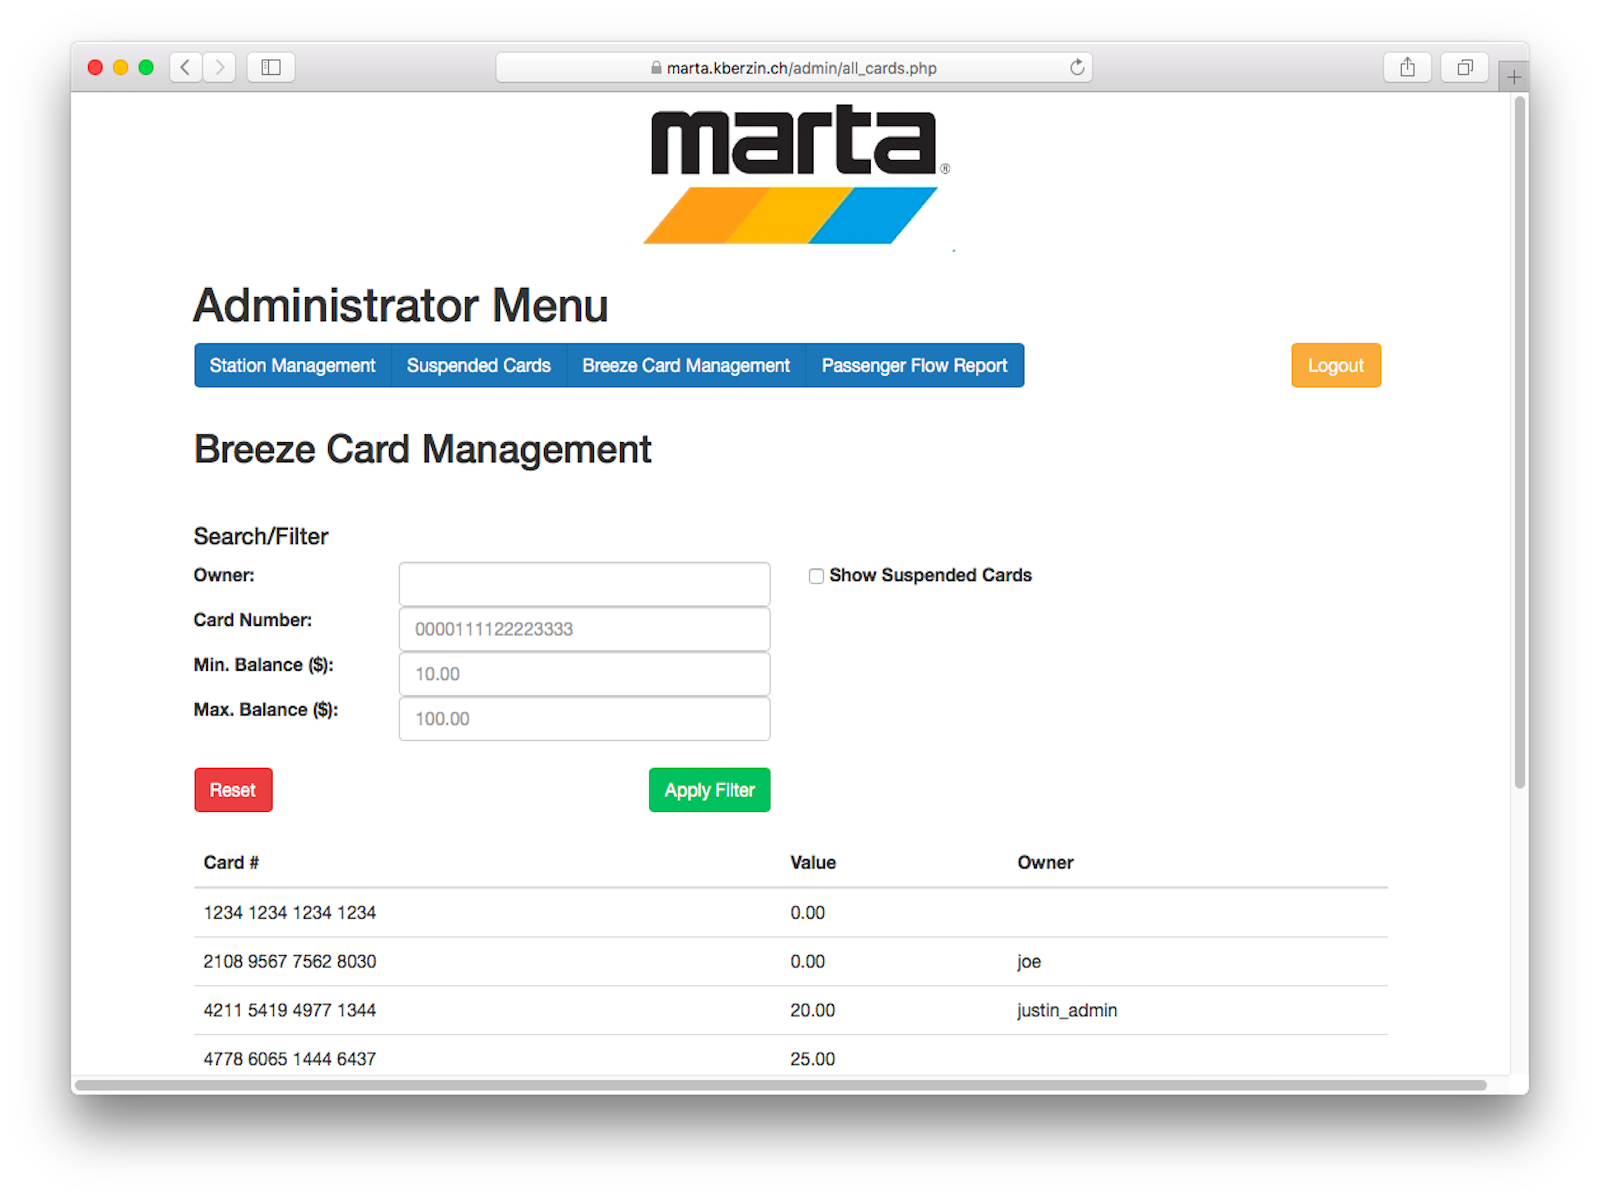 marta.kberzin.ch/admin/all_cards.php
marta®
Administrator Menu
Station Management Suspended Cards Breeze Card Management Passenger Flow Report Logout
Breeze Card Management
Search/Filter
Owner: Show Suspended Cards
Card Number: 0000111122223333
Min. Balance ($): 10.00
Max. Balance ($): 100.00
Reset Apply Filter
Card # Value Owner
1234 1234 1234 1234 0.00
2108 9567 7562 8030 0.00 joe
4211 5419 4977 1344 20.00 justin_admin
4778 6065 1444 6437 25.00